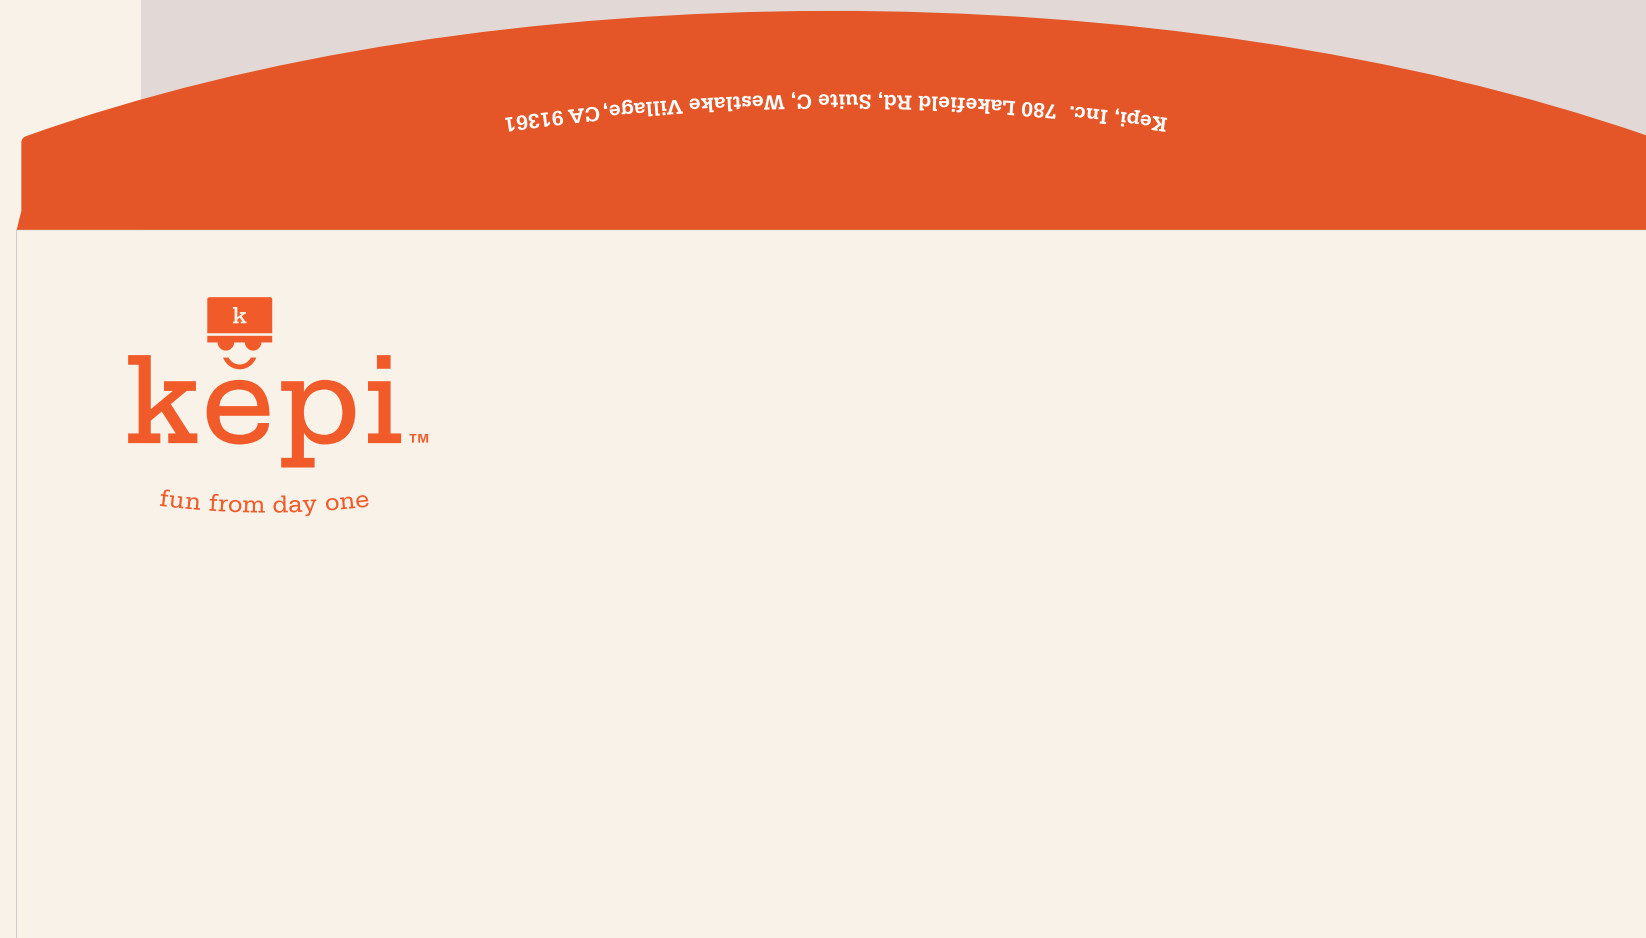 Kepi, Inc. 780 Lakefield Rd, Suite C, Westlake Village, CA 91361
k
kĕpi™
fun from day one